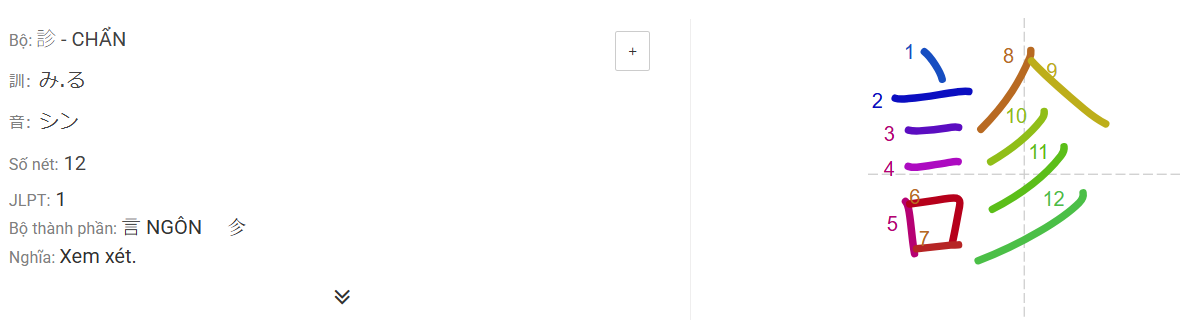 Bộ: 診 - CHẨN
+
訓: み.る
音: シン
Số nét: 12
JLPT: 1
Bộ thành phần: 言 NGÔN 㐱
Nghĩa: Xem xét.
診
1
2
3
4
5
6
7
8
9
10
11
12